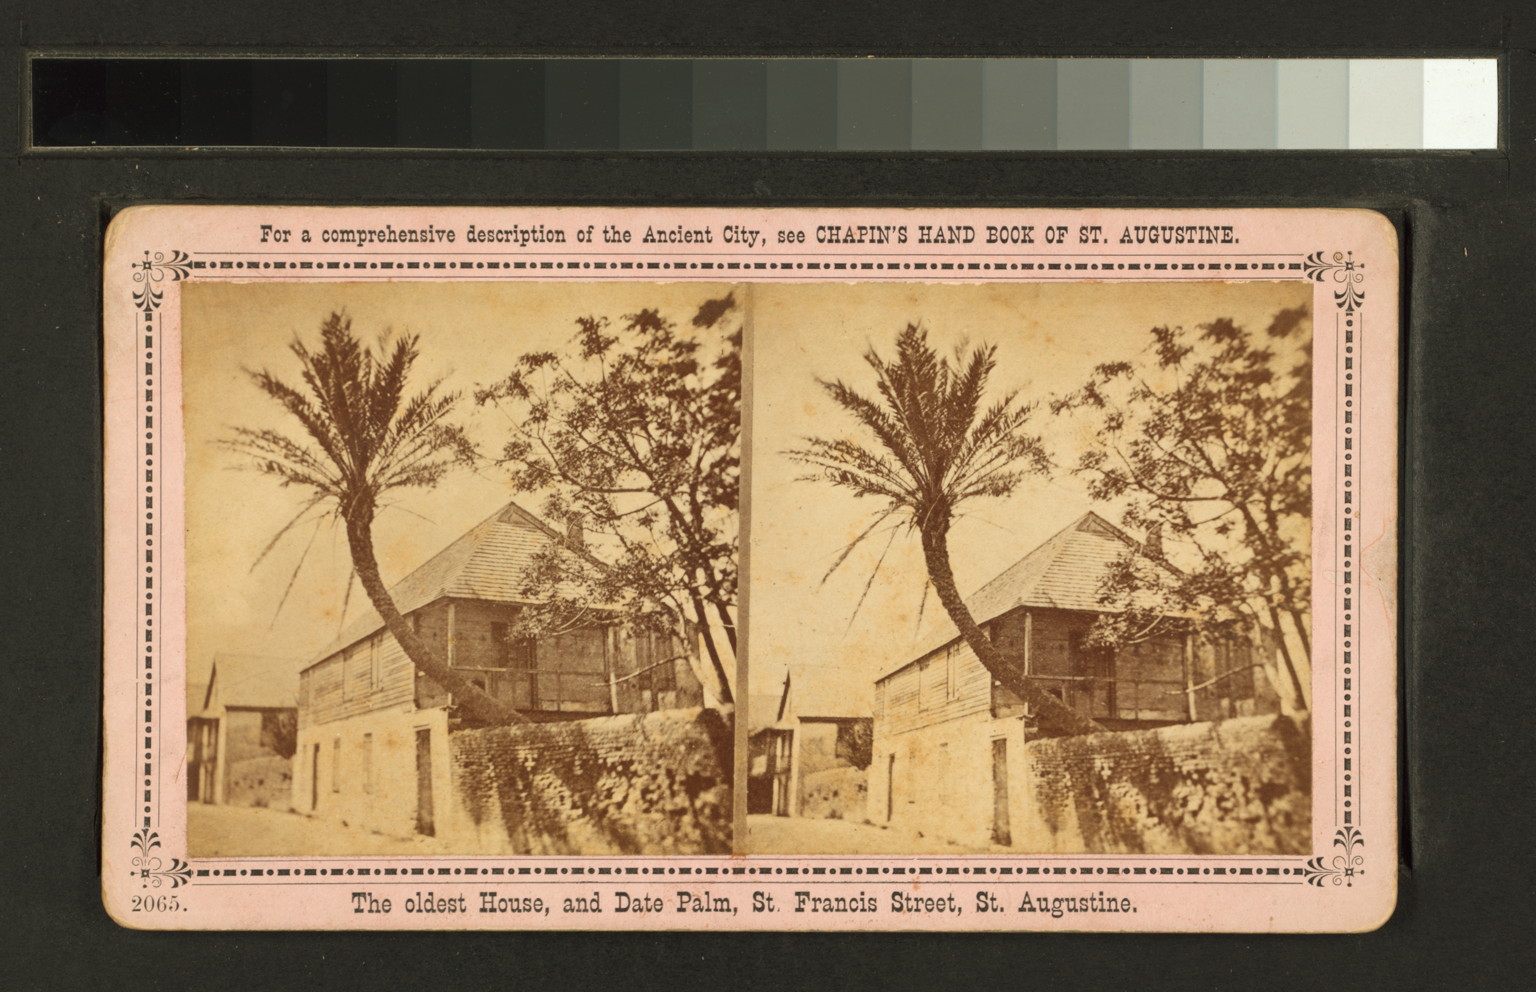 For a comprehensive description of the Ancient City, see CHAPIN'S HAND BOOK OF ST. AUGUSTINE.
2065.
The oldest House, and Date Palm, St. Francis Street, St. Augustine.